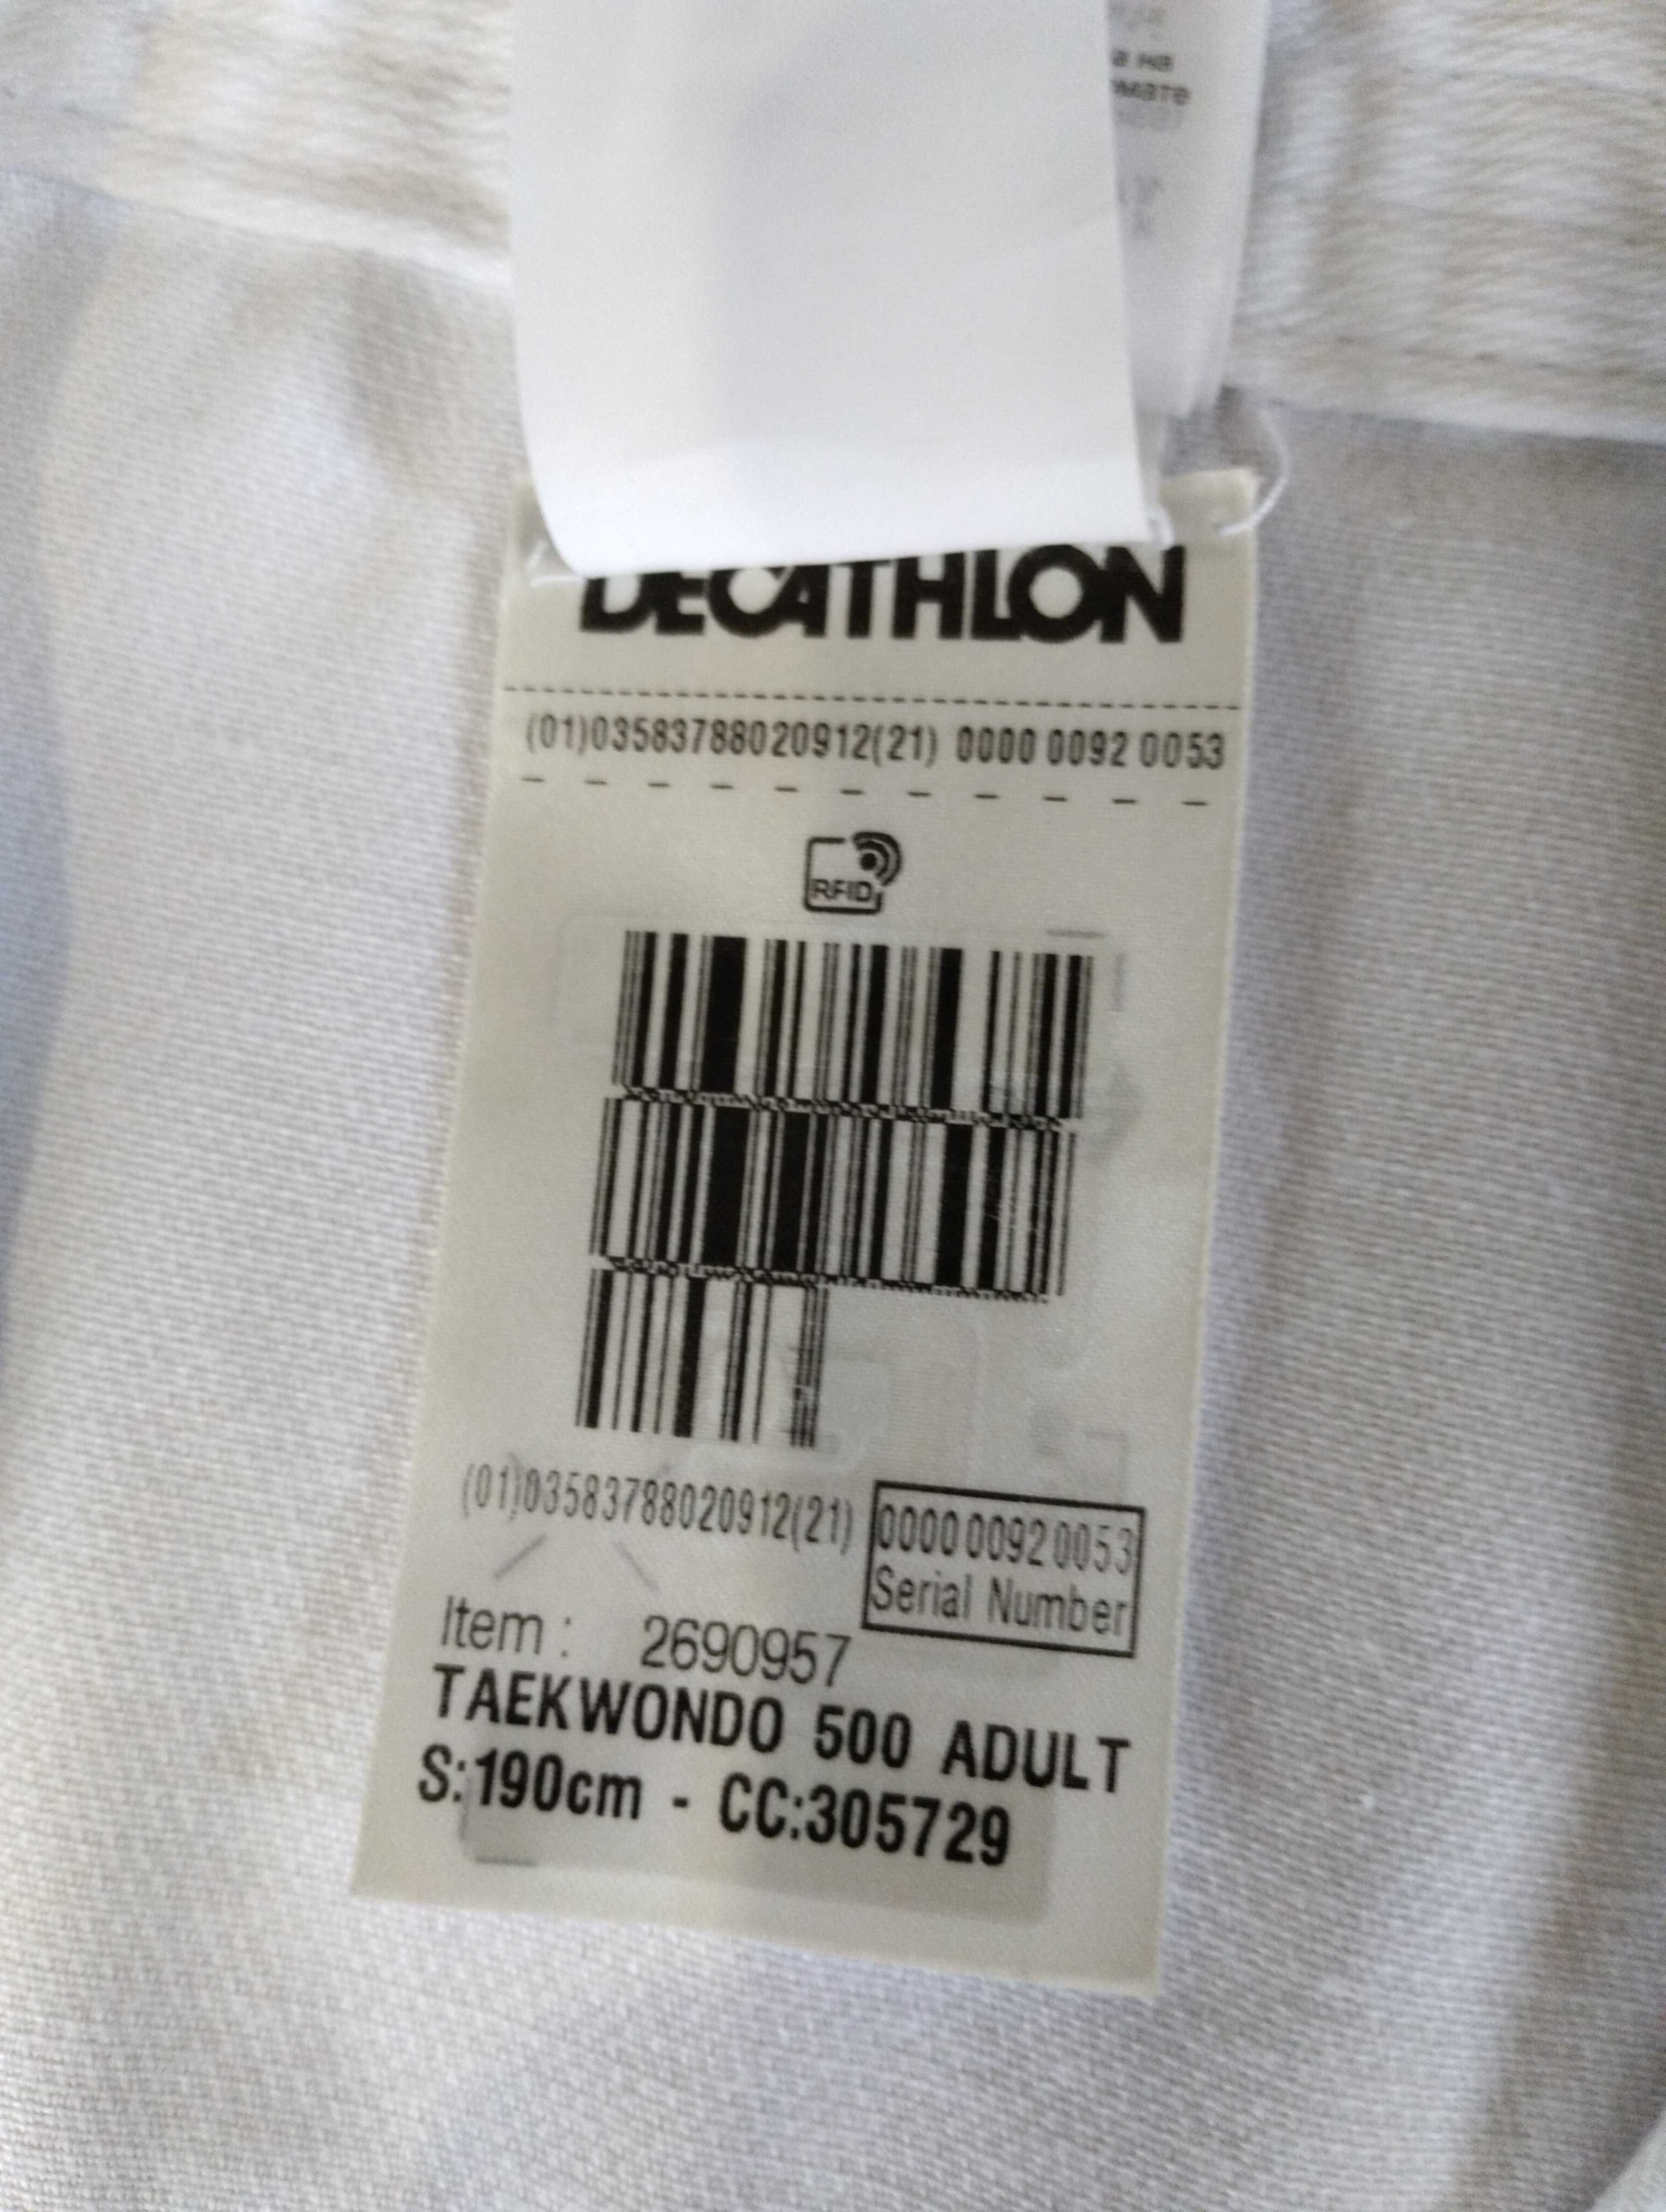 а на
DECATHLON
(01)03583788020912(21) 0000 0092 0053
RFID
(01)03583788020912(21) 0000 0092 0053
Serial Number
Item : 2690957
TAEKWONDO 500 ADULT
S:190cm - CC:305729